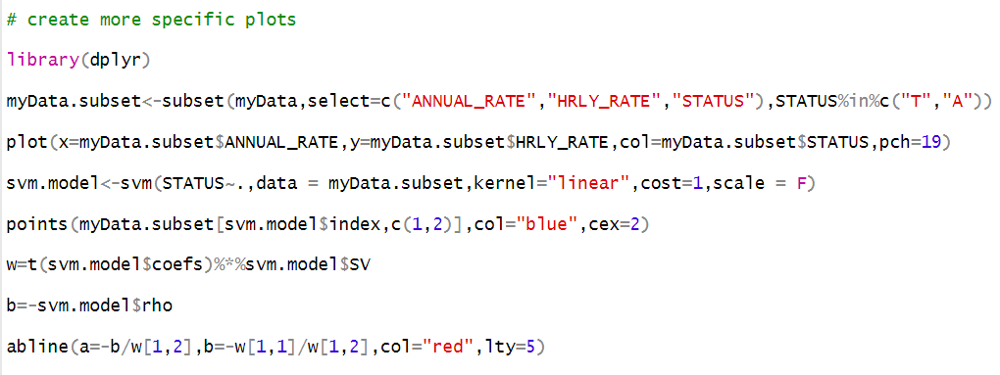 # create more specific plots
library(dplyr)
myData.subset<-subset(myData,select=c("ANNUAL_RATE","HRLY_RATE","STATUS"),STATUS%in%c("T","A"))
plot(x=myData.subset$ANNUAL_RATE,y=myData.subset$HRLY_RATE,col=myData.subset$STATUS,pch=19)
svm.model<-svm(STATUS~.,data = myData.subset,kernel="linear",cost=1,scale = F)
points(myData.subset[svm.model$index,c(1,2)],col="blue",cex=2)
w=t(svm.model$coefs)%*%svm.model$SV
b=-svm.model$rho
abline(a=-b/w[1,2],b=-w[1,1]/w[1,2],col="red",lty=5)